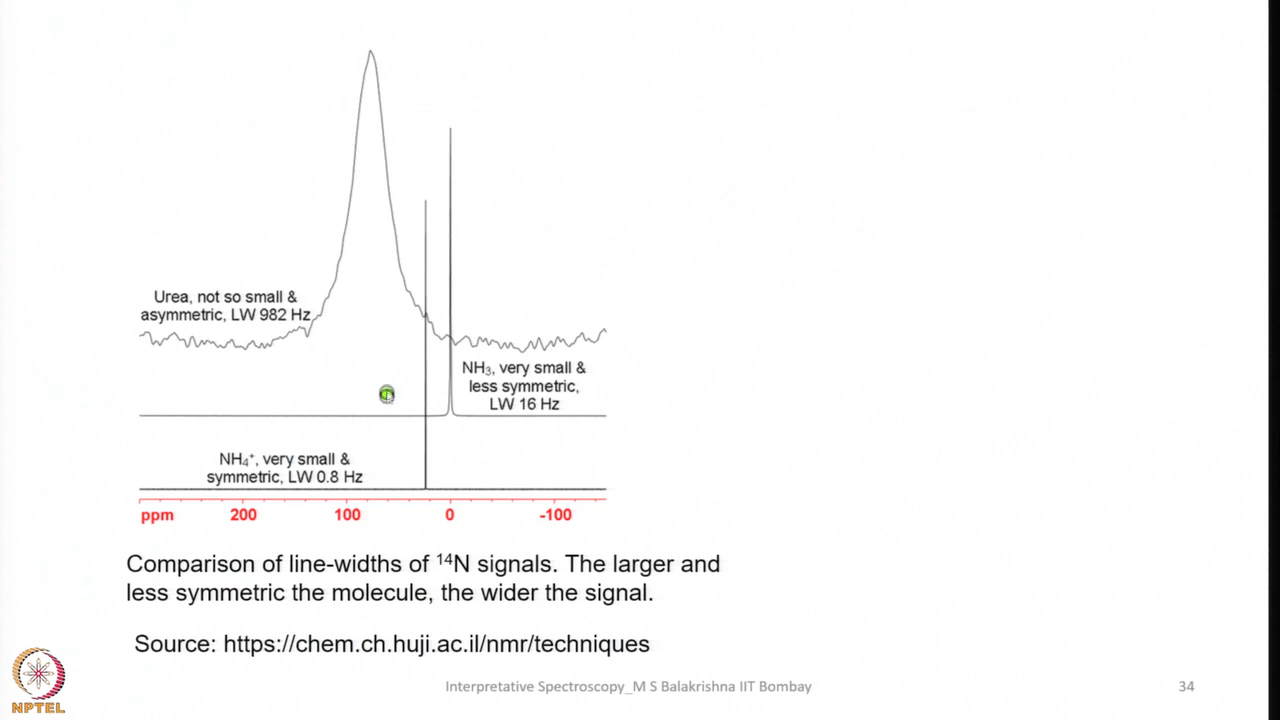 Urea, not so small &
asymmetric, LW 982 Hz
NH₃, very small &
less symmetric,
LW 16 Hz
NH₄⁺, very small &
symmetric, LW 0.8 Hz
ppm 200 100 0 -100
Comparison of line-widths of ¹⁴N signals. The larger and
less symmetric the molecule, the wider the signal.
Source: https://chem.ch.huji.ac.il/nmr/techniques
Interpretative Spectroscopy_M S Balakrishna IIT Bombay
34
NPTEL